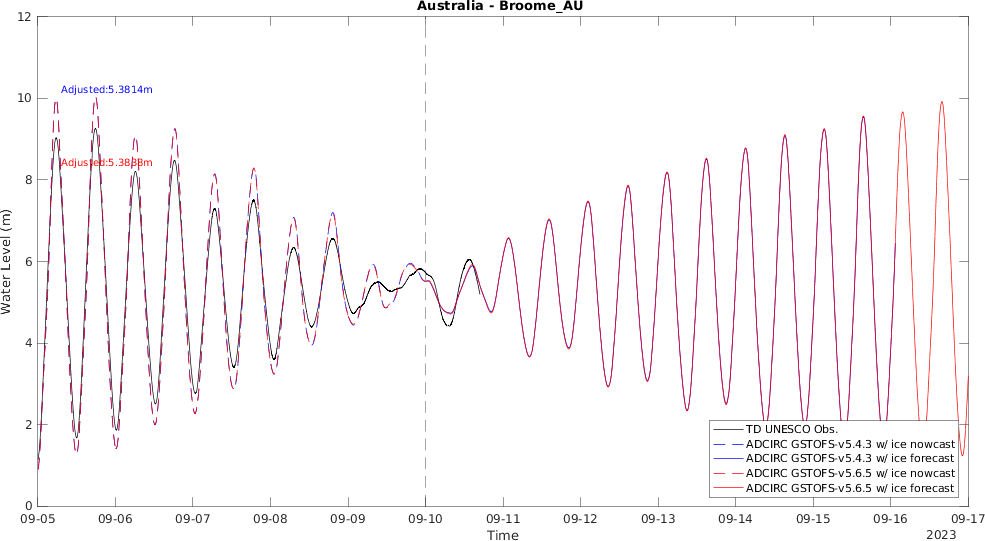 Australia - Broome_AU
12
10
8
6
4
2
0
Water Level (m)
Adjusted:5.3814m
Adjusted:5.3838m
TD UNESCO Obs.
ADCIRC GSTOFS-v5.4.3 w/ ice nowcast
ADCIRC GSTOFS-v5.4.3 w/ ice forecast
ADCIRC GSTOFS-v5.6.5 w/ ice nowcast
ADCIRC GSTOFS-v5.6.5 w/ ice forecast
09-05 09-06 09-07 09-08 09-09 09-10 09-11 09-12 09-13 09-14 09-15 09-16 09-17
Time
2023